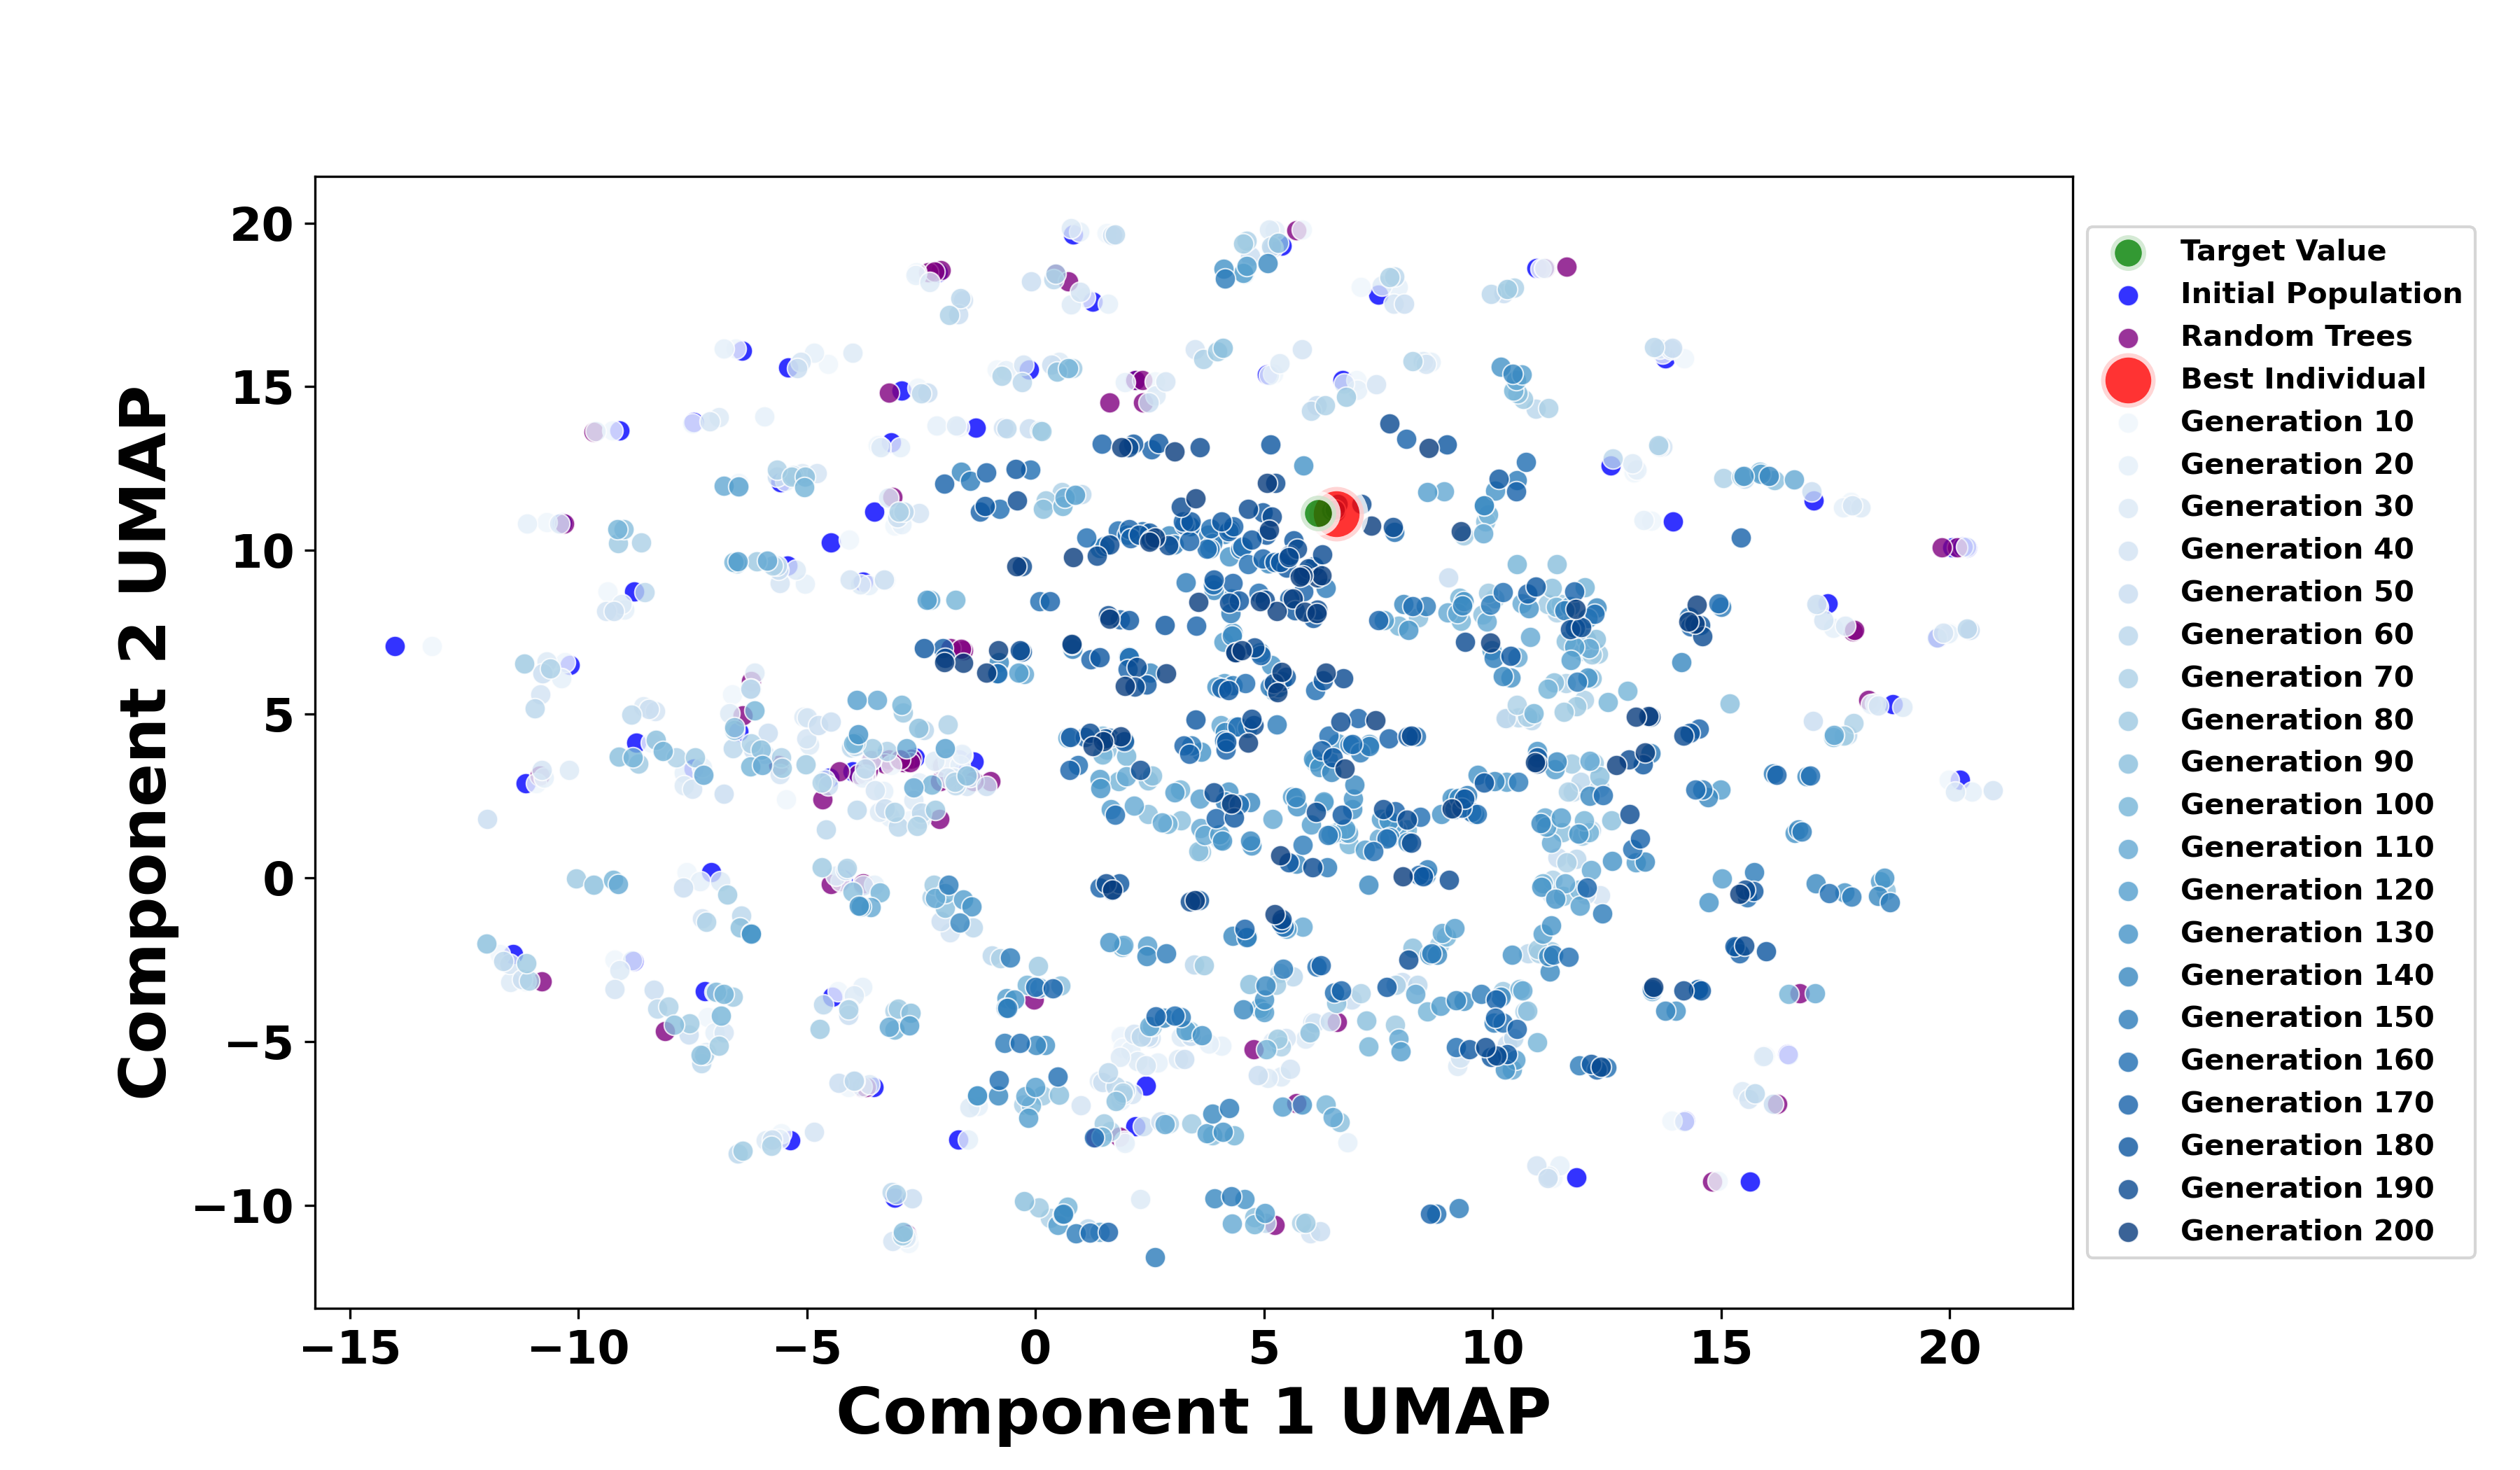 20
15
10
5
0
−5
−10
−15
−10
−5
0
5
10
15
20
Component 1 UMAP
Component 2 UMAP
Target Value
Initial Population
Random Trees
Best Individual
Generation 10
Generation 20
Generation 30
Generation 40
Generation 50
Generation 60
Generation 70
Generation 80
Generation 90
Generation 100
Generation 110
Generation 120
Generation 130
Generation 140
Generation 150
Generation 160
Generation 170
Generation 180
Generation 190
Generation 200